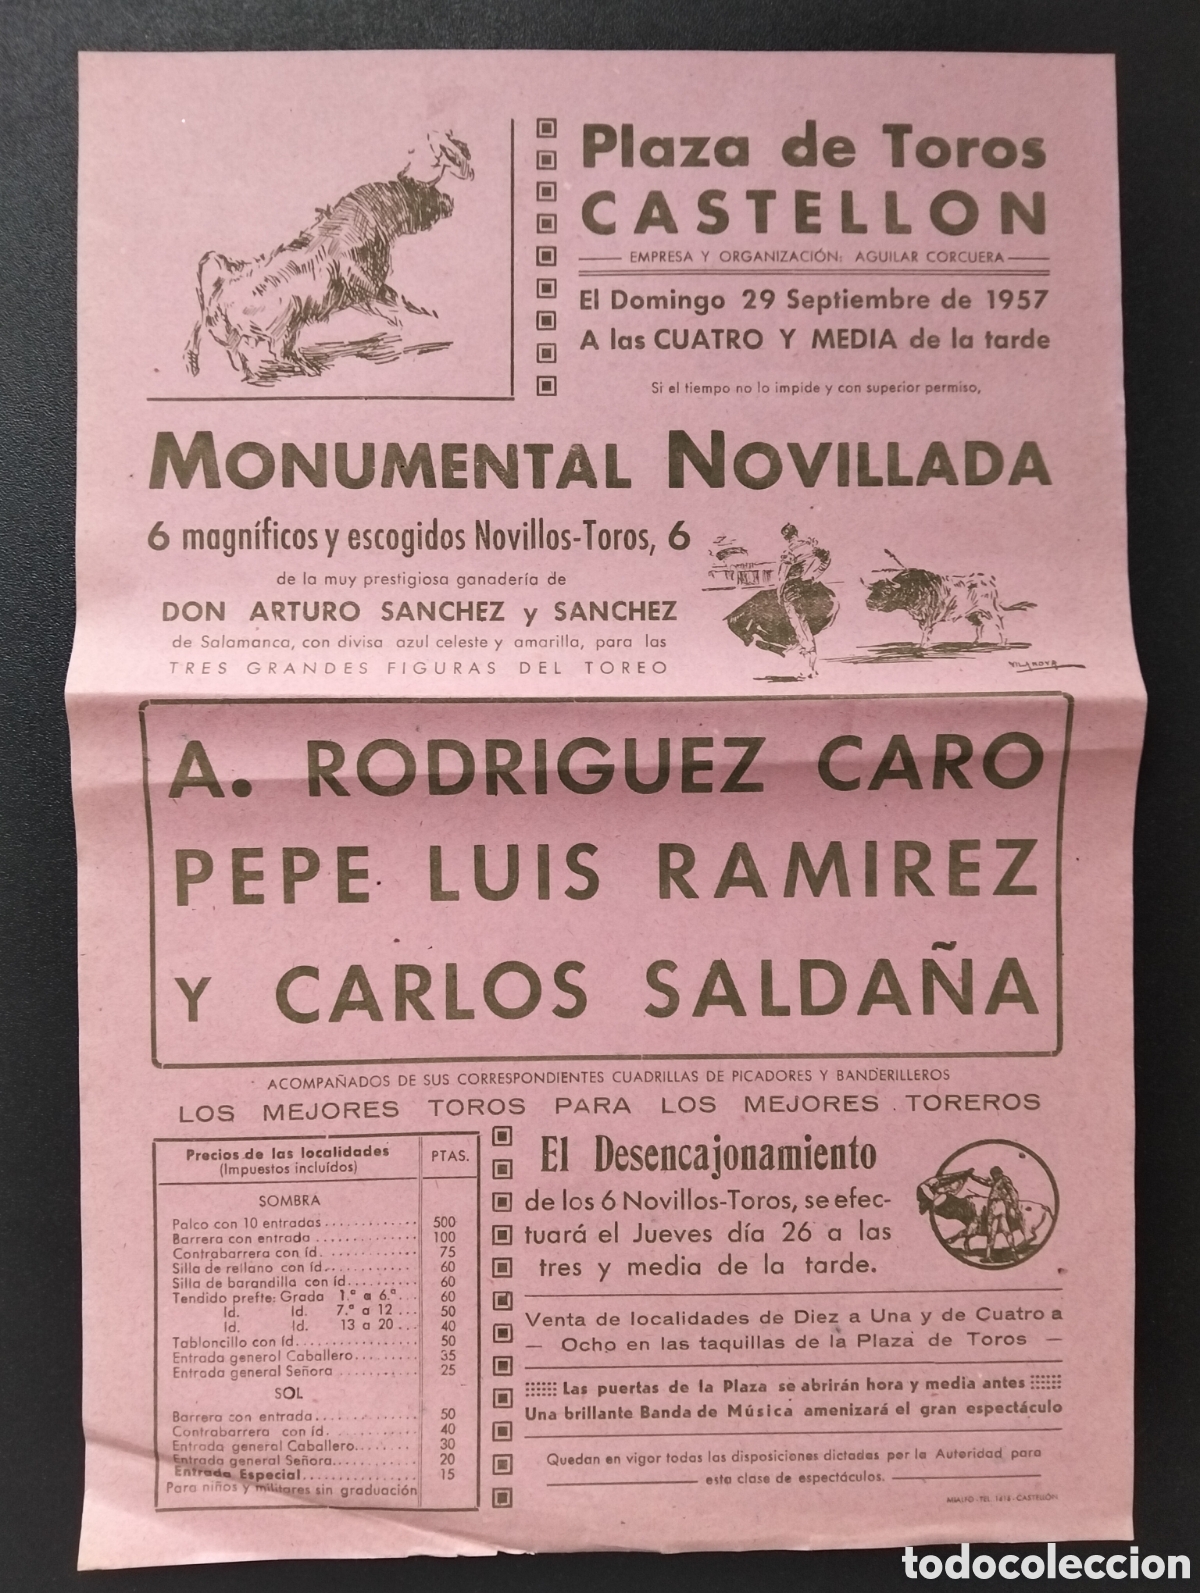 Plaza de Toros
CASTELLON
EMPRESA Y ORGANIZACIÓN: AGUILAR CORCUERA
El Domingo 29 Septiembre de 1957
A las CUATRO Y MEDIA de la tarde
Si el tiempo no lo impide y con superior permiso,
MONUMENTAL NOVILLADA
6 magníficos y escogidos Novillos-Toros, 6
de la muy prestigiosa ganadería de
DON ARTURO SANCHEZ y SANCHEZ
de Salamanca, con divisa azul celeste y amarilla, para las
TRES GRANDES FIGURAS DEL TOREO
VILANOVA
A. RODRIGUEZ CARO
PEPE LUIS RAMIREZ
Y CARLOS SALDAÑA
ACOMPAÑADOS DE SUS CORRESPONDIENTES CUADRILLAS DE PICADORES Y BANDERILLEROS
LOS MEJORES TOROS PARA LOS MEJORES TOREROS
Precios de las localidades PTAS.
(Impuestos incluídos)
SOMBRA
Palco con 10 entradas 500
Barrera con entrada 100
Contrabarrera con íd. 75
Silla de rellano con íd. 60
Silla de barandilla con íd. 60
Tendido prefte: Grada 1.ª a 6.ª 60
Id. Id. 7.ª a 12 50
Id. Id. 13 a 20 40
Tabloncillo con íd. 50
Entrada general Caballero 35
Entrada general Señora 25
SOL
Barrera con entrada 50
Contrabarrera con íd. 40
Entrada general Caballero 30
Entrada general Señora 20
Entrada Especial 15
Para niños y militares sin graduación
El Desencajonamiento
de los 6 Novillos-Toros, se efec-
tuará el Jueves día 26 a las
tres y media de la tarde.
Venta de localidades de Diez a Una y de Cuatro a
— Ocho en las taquillas de la Plaza de Toros —
Las puertas de la Plaza se abrirán hora y media antes
Una brillante Banda de Música amenizará el gran espectáculo
Quedan en vigor todas las disposiciones dictadas por la Autoridad para
esta clase de espectáculos.
MIALFO-TEL. 1616-CASTELLÓN
todocoleccion